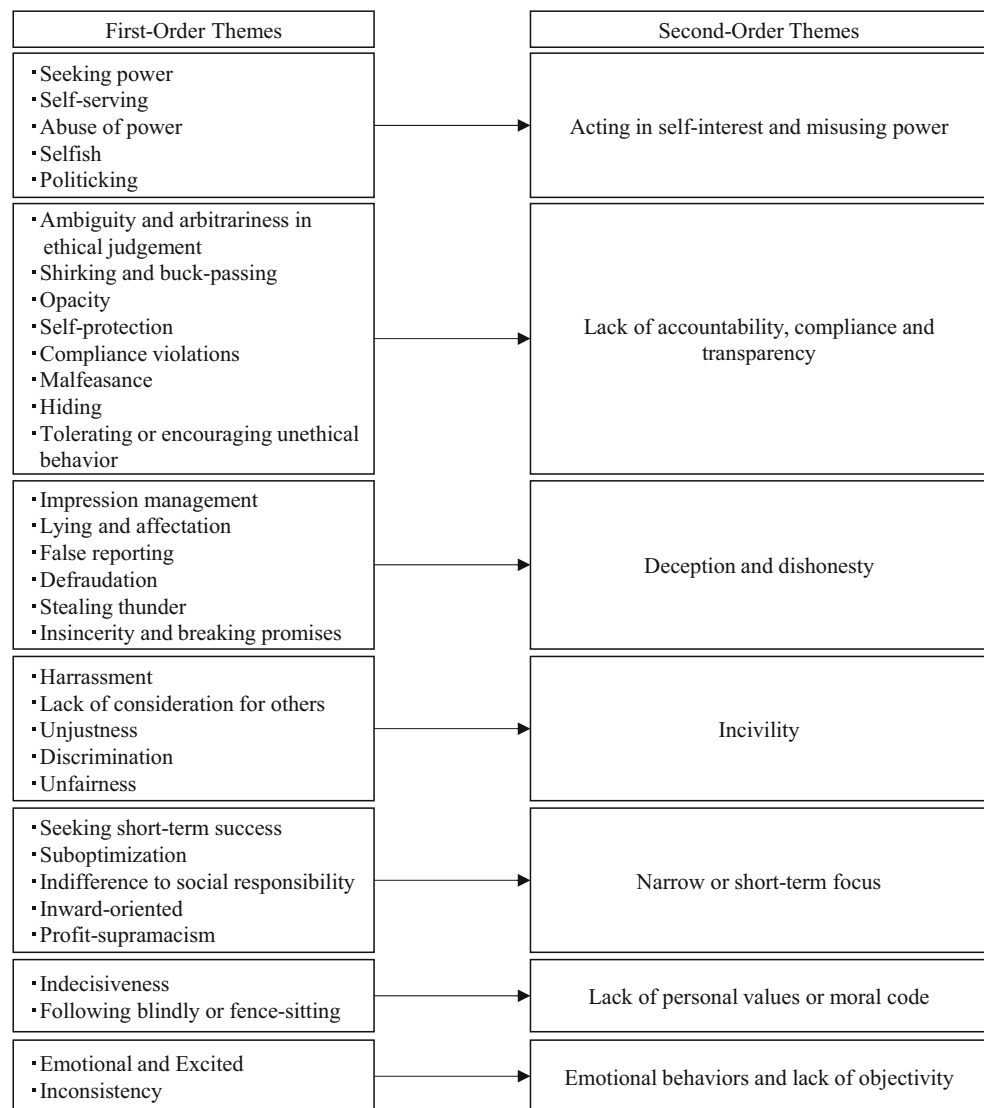 First-Order Themes
Second-Order Themes
・Seeking power
・Self-serving
・Abuse of power
・Selfish
・Politicking
Acting in self-interest and misusing power
・Ambiguity and arbitrariness in
ethical judgement
・Shirking and buck-passing
・Opacity
・Self-protection
・Compliance violations
・Malfeasance
・Hiding
・Tolerating or encouraging unethical
behavior
Lack of accountability, compliance and
transparency
・Impression management
・Lying and affectation
・False reporting
・Defraudation
・Stealing thunder
・Insincerity and breaking promises
Deception and dishonesty
・Harrassment
・Lack of consideration for others
・Unjustness
・Discrimination
・Unfairness
Incivility
・Seeking short-term success
・Suboptimization
・Indifference to social responsibility
・Inward-oriented
・Profit-supramacism
Narrow or short-term focus
・Indecisiveness
・Following blindly or fence-sitting
Lack of personal values or moral code
・Emotional and Excited
・Inconsistency
Emotional behaviors and lack of objectivity